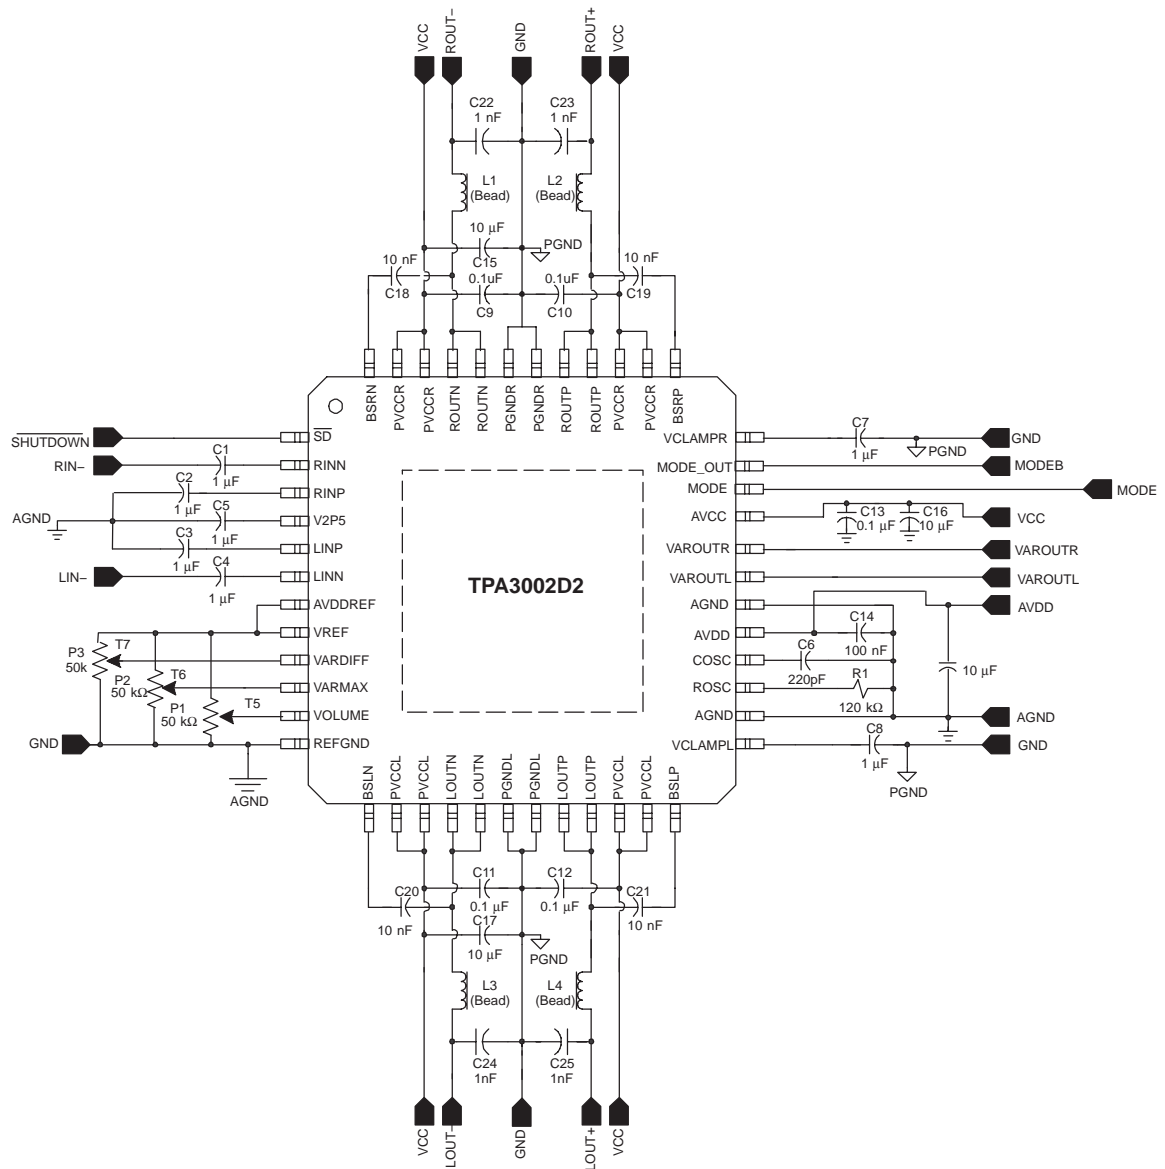 VCC
ROUT–
GND
ROUT+
VCC
C22
1 nF
C23
1 nF
L1
(Bead)
L2
(Bead)
10 µF
C15
PGND
10 nF
C18
0.1uF
C9
0.1uF
C10
10 nF
C19
BSRN
PVCCR
PVCCR
ROUTN
ROUTN
PGNDR
PGNDR
ROUTP
ROUTP
PVCCR
PVCCR
BSRP
SHUTDOWN
RIN–
AGND
LIN–
C1
1 µF
C2
1 µF
C5
1 µF
C3
1 µF
C4
1 µF
SD
RINN
RINP
V2P5
LINP
LINN
AVDDREF
VREF
VARDIFF
VARMAX
VOLUME
REFGND
P3
50k
T7
P2
50 kΩ
T6
P1
50 kΩ
T5
GND
AGND
TPA3002D2
VCLAMPR
MODE_OUT
MODE
AVCC
VAROUTR
VAROUTL
AGND
AVDD
COSC
ROSC
AGND
VCLAMPL
C7
1 µF
PGND
GND
MODEB
MODE
C13
0.1 µF
C16
10 µF
VCC
VAROUTR
VAROUTL
AVDD
C14
100 nF
C6
220pF
R1
120 kΩ
10 µF
AGND
C8
1 µF
PGND
GND
BSLN
PVCCL
PVCCL
LOUTN
LOUTN
PGNDL
PGNDL
LOUTP
LOUTP
PVCCL
PVCCL
BSLP
C20
10 nF
C11
0.1 µF
C12
0.1 µF
C21
10 nF
C17
10 µF
PGND
L3
(Bead)
L4
(Bead)
C24
1nF
C25
1nF
VCC
LOUT–
GND
LOUT+
VCC